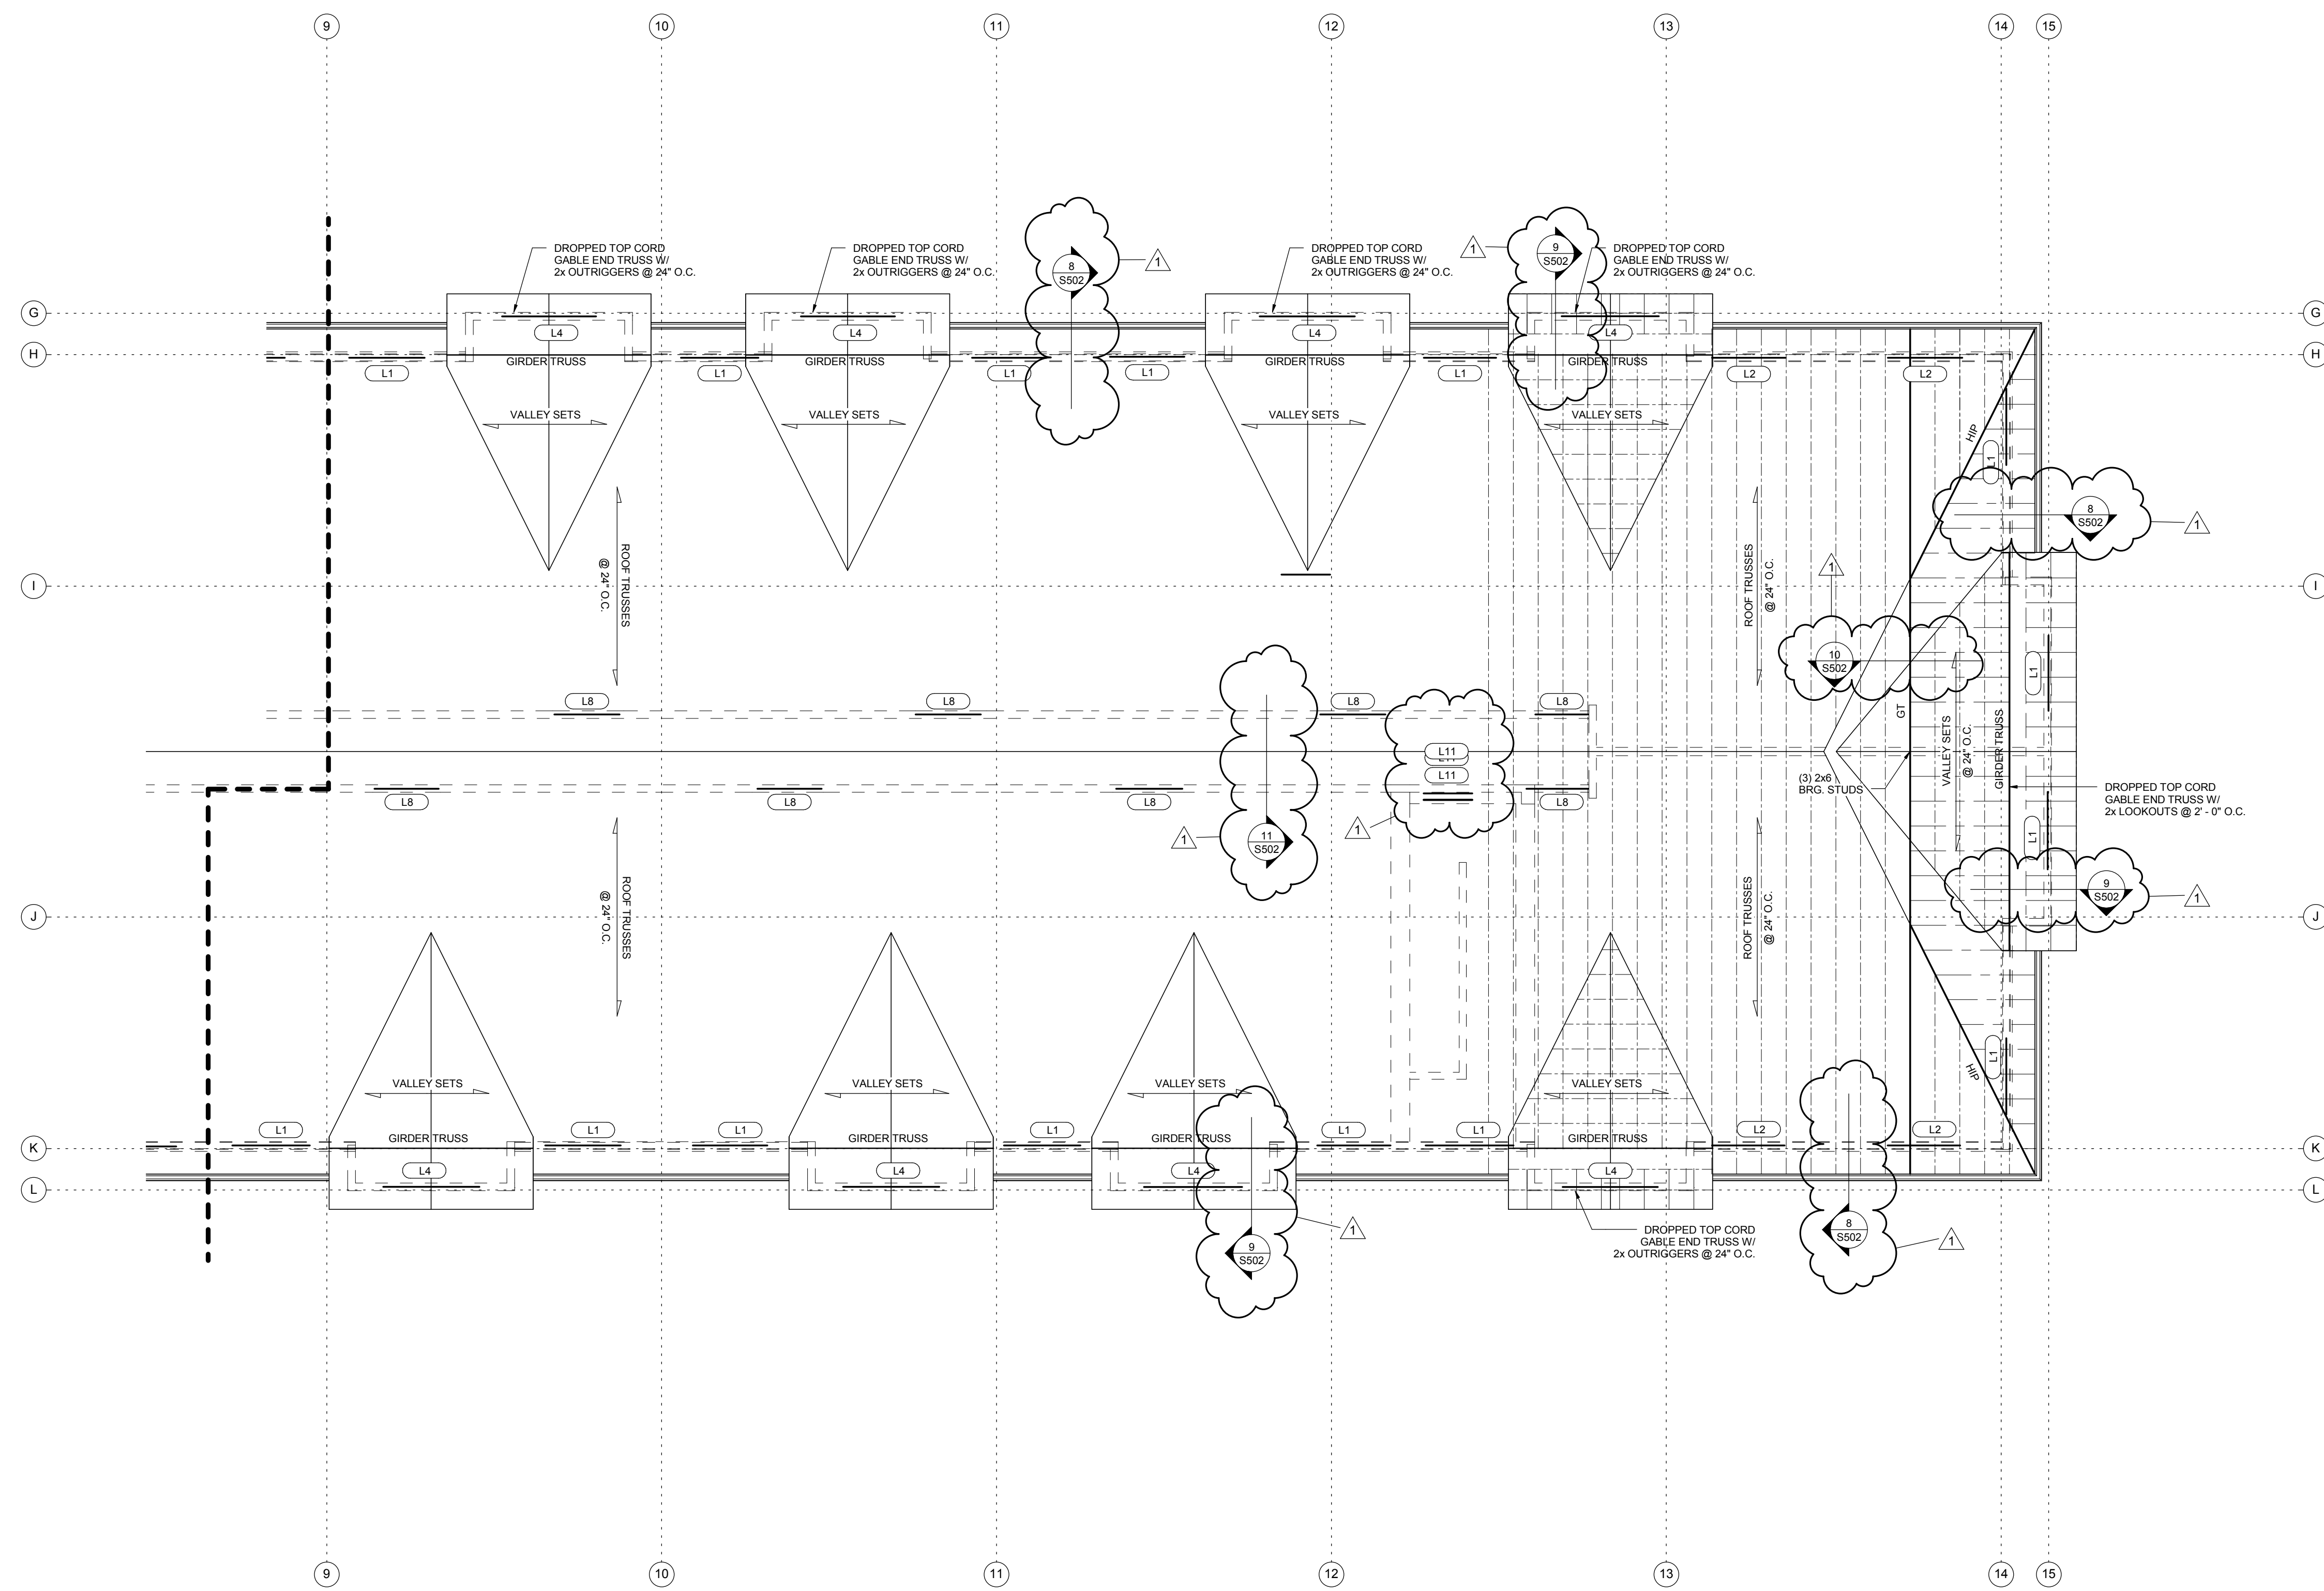 9
10
11
12
13
14
15
DROPPED TOP CORD
GABLE END TRUSS W/
2x OUTRIGGERS @ 24" O.C.
DROPPED TOP CORD
GABLE END TRUSS W/
2x OUTRIGGERS @ 24" O.C.
8
S502
1
DROPPED TOP CORD
GABLE END TRUSS W/
2x OUTRIGGERS @ 24" O.C.
1
9
S502
DROPPED TOP CORD
GABLE END TRUSS W/
2x OUTRIGGERS @ 24" O.C.
G
L4
L4
L4
L4
G
H
GIRDER TRUSS
GIRDER TRUSS
GIRDER TRUSS
GIRDER TRUSS
H
L1
L1
L1
L1
L1
L2
L2
VALLEY SETS
VALLEY SETS
VALLEY SETS
VALLEY SETS
HIP
L1
8
S502
1
ROOF TRUSSES
@ 24" O.C.
ROOF TRUSSES
@ 24" O.C.
1
I
I
10
S502
L1
L8
L8
L8
L8
GT
VALLEY SETS
@ 24" O.C.
GIRDER TRUSS
L11
L11
L11
(3) 2x6
BRG. STUDS
DROPPED TOP CORD
GABLE END TRUSS W/
2x LOOKOUTS @ 2' - 0" O.C.
L8
L8
L8
L8
1
11
S502
1
L1
9
S502
1
ROOF TRUSSES
@ 24" O.C.
ROOF TRUSSES
@ 24" O.C.
J
J
VALLEY SETS
VALLEY SETS
VALLEY SETS
VALLEY SETS
L1
HIP
L1
L1
L1
L1
L1
L1
L2
L2
K
GIRDER TRUSS
GIRDER TRUSS
GIRDER TRUSS
GIRDER TRUSS
K
L4
L4
L4
L4
L
L
9
S502
1
DROPPED TOP CORD
GABLE END TRUSS W/
2x OUTRIGGERS @ 24" O.C.
8
S502
1
9
10
11
12
13
14
15